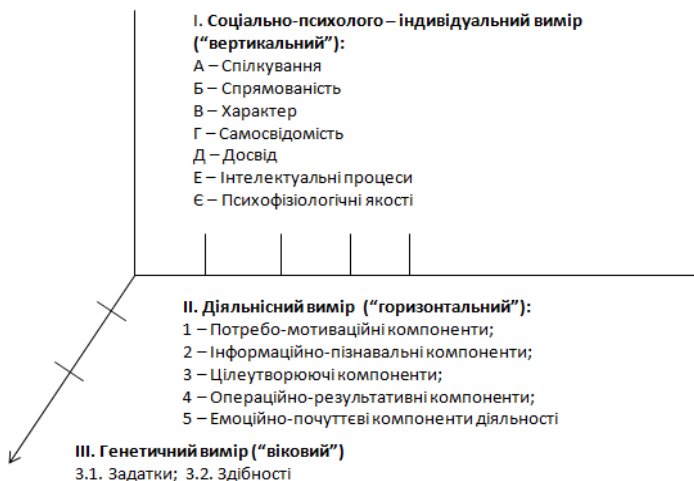 І. Соціально-психолого – індивідуальний вимір
(“вертикальний”):
А – Спілкування
Б – Спрямованість
В – Характер
Г – Самосвідомість
Д – Досвід
Е – Інтелектуальні процеси
Є – Психофізіологічні якості
ІІ. Діяльнісний вимір (“горизонтальний”):
1 – Потребо-мотиваційні компоненти;
2 – Інформаційно-пізнавальні компоненти;
3 – Цілеутворюючі компоненти;
4 – Операційно-результативні компоненти;
5 – Емоційно-почуттєві компоненти діяльності
ІІІ. Генетичний вимір (“віковий”)
3.1. Задатки; 3.2. Здібності